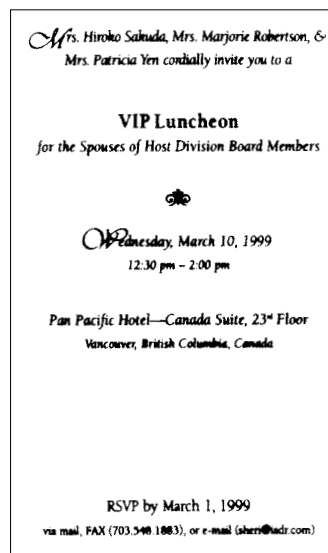 Mrs. Hiroko Sakuda, Mrs. Marjorie Robertson, &
Mrs. Patricia Yen cordially invite you to a
VIP Luncheon
for the Spouses of Host Division Board Members
Wednesday, March 10, 1999
12:30 pm – 2:00 pm
Pan Pacific Hotel—Canada Suite, 23rd Floor
Vancouver, British Columbia, Canada
RSVP by March 1, 1999
via mail, FAX (703.548.1883), or e-mail (sheri@iadr.com)